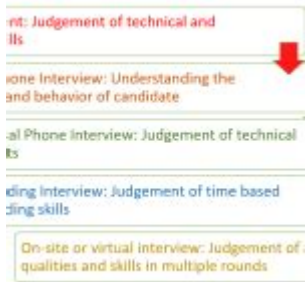 nt: Judgement of technical and
lls
one Interview: Understanding the
and behavior of candidate
al Phone Interview: Judgement of technical
ts
ding Interview: Judgement of time based
ding skills
On-site or virtual interview: Judgement of
qualities and skills in multiple rounds